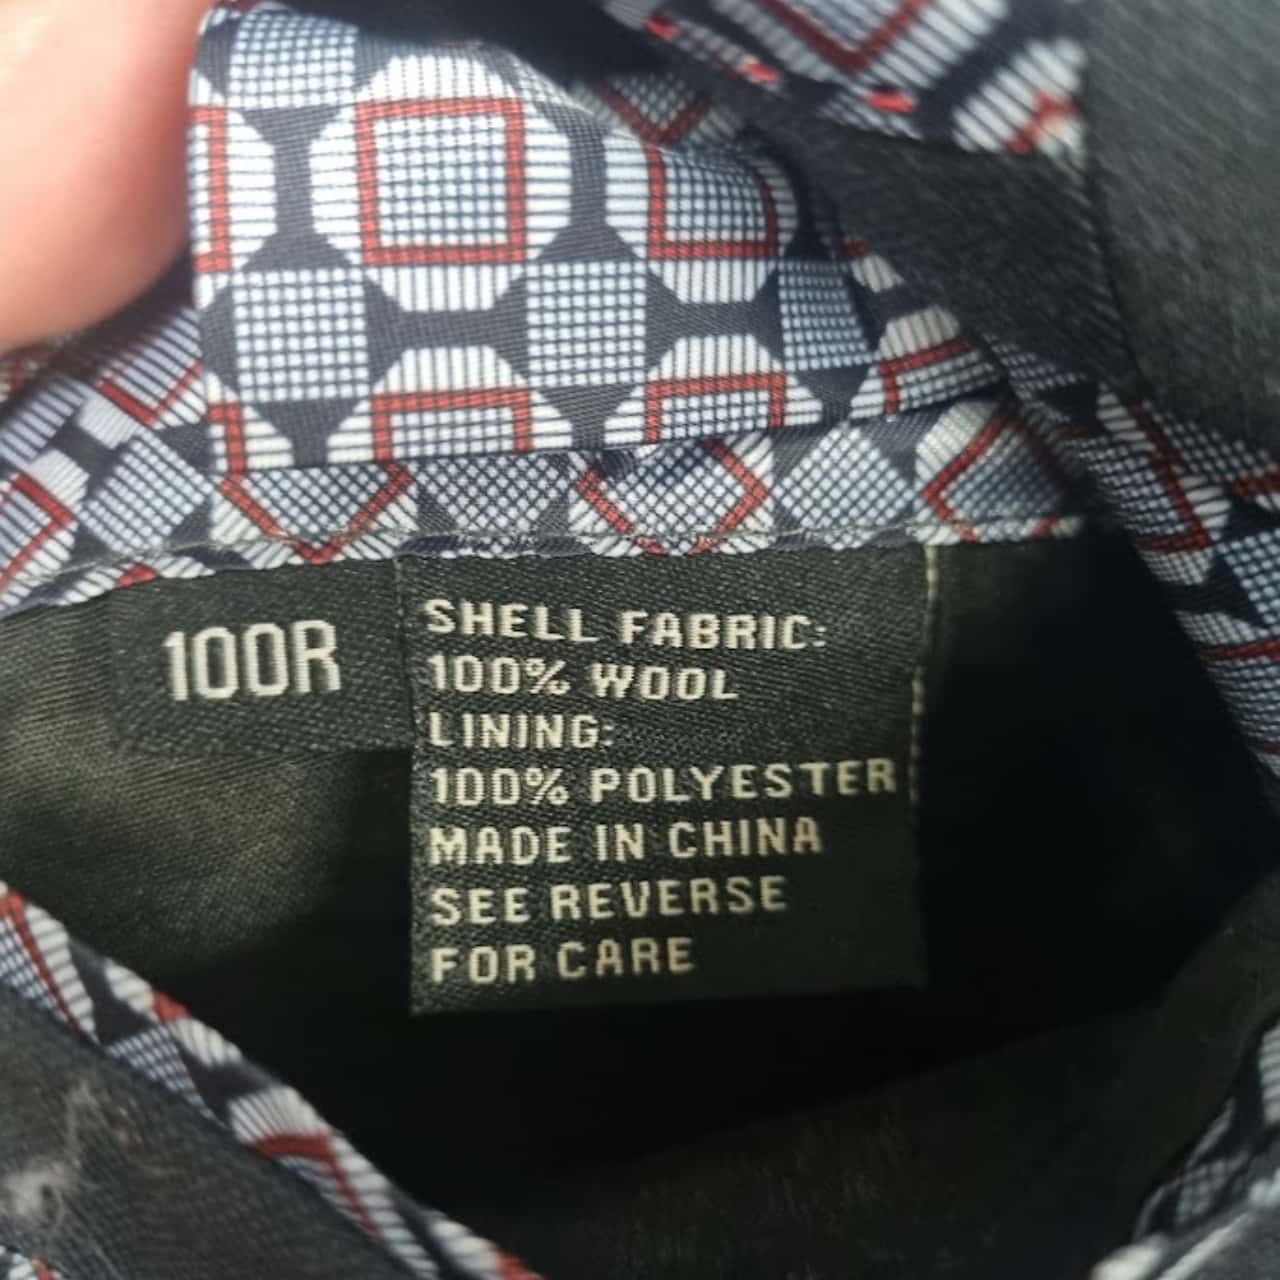 100R
SHELL FABRIC:
100% WOOL
LINING:
100% POLYESTER
MADE IN CHINA
SEE REVERSE
FOR CARE